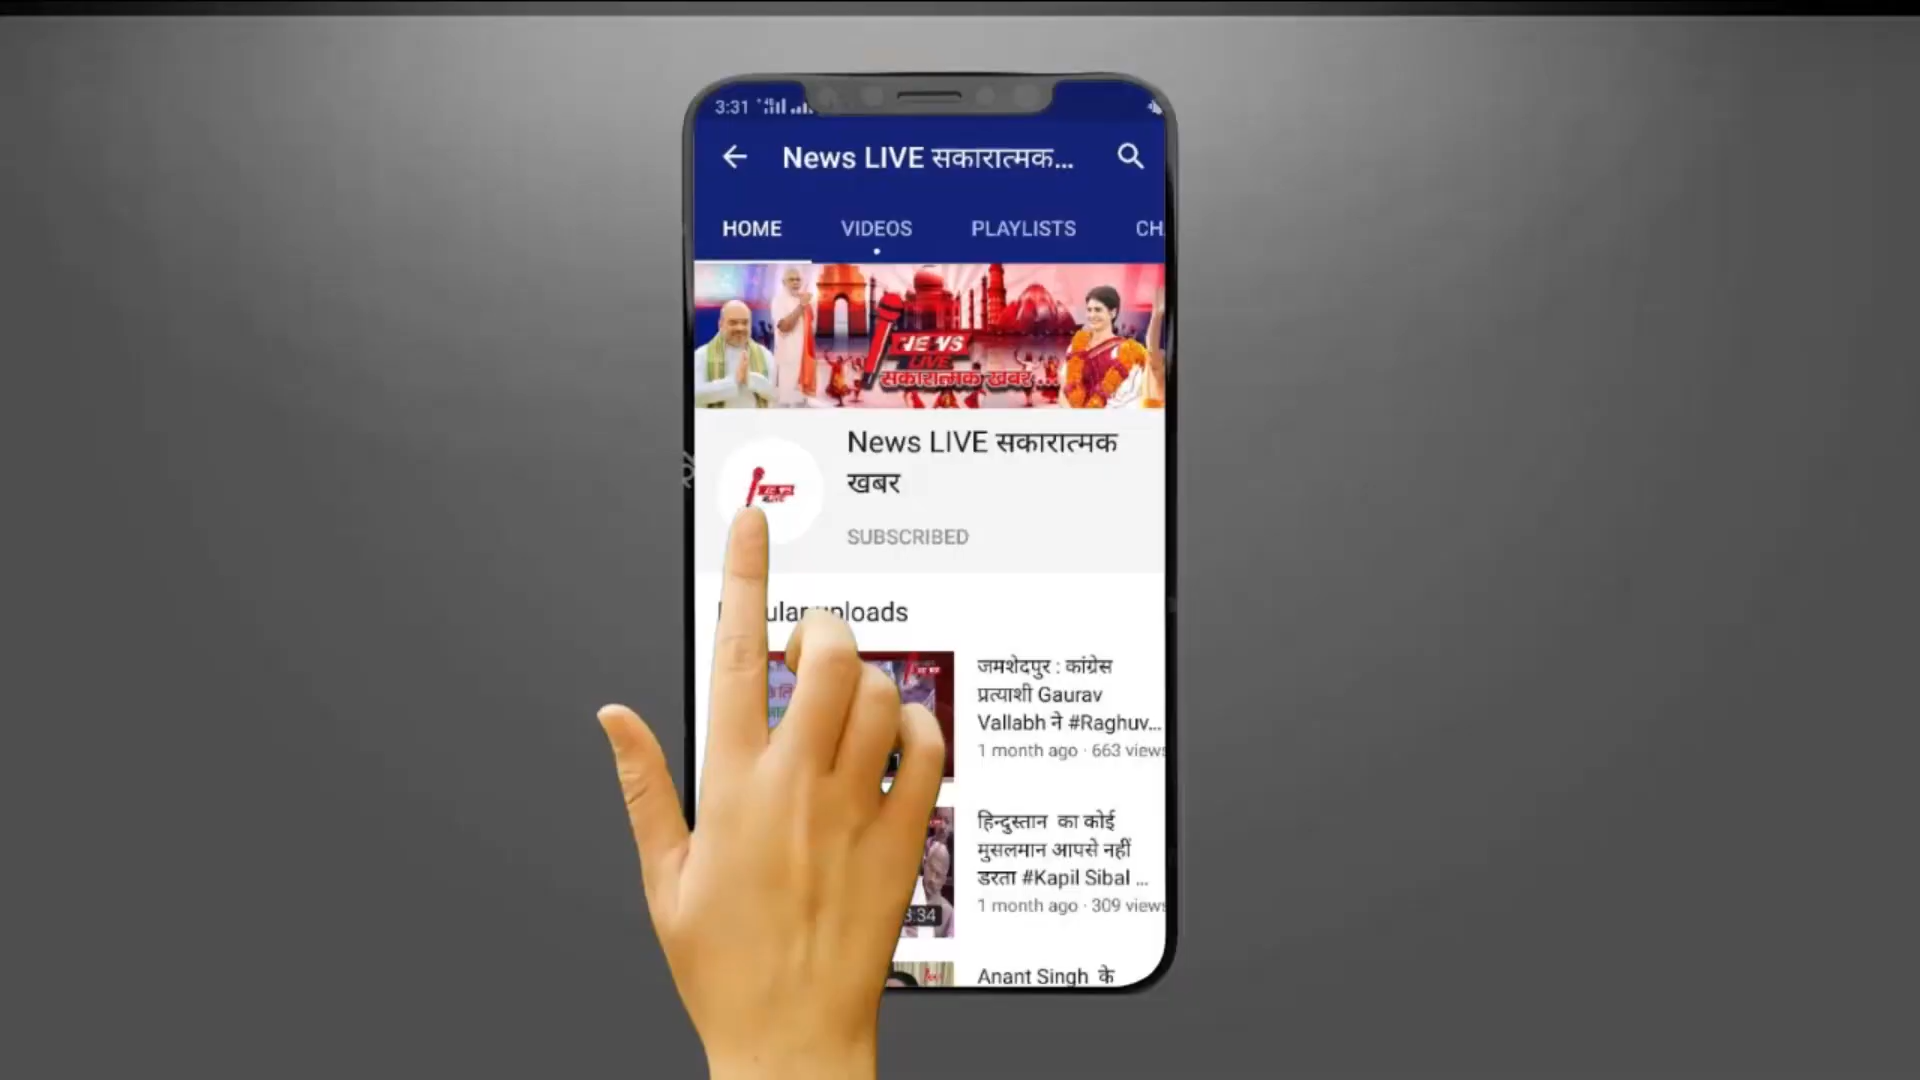 3:31
News LIVE सकारात्मक...
HOME VIDEOS PLAYLISTS CH
NEWS
LIVE
सकारात्मक खबर ...
News LIVE सकारात्मक
खबर
SUBSCRIBED
uploads
जमशेदपुर : कांग्रेस
प्रत्याशी Gaurav
Vallabh ने #Raghuv...
1 month ago · 663 views
हिन्दुस्तान का कोई
मुसलमान आपसे नहीं
डरता #Kapil Sibal ...
1 month ago · 309 views
3:34
Anant Singh के